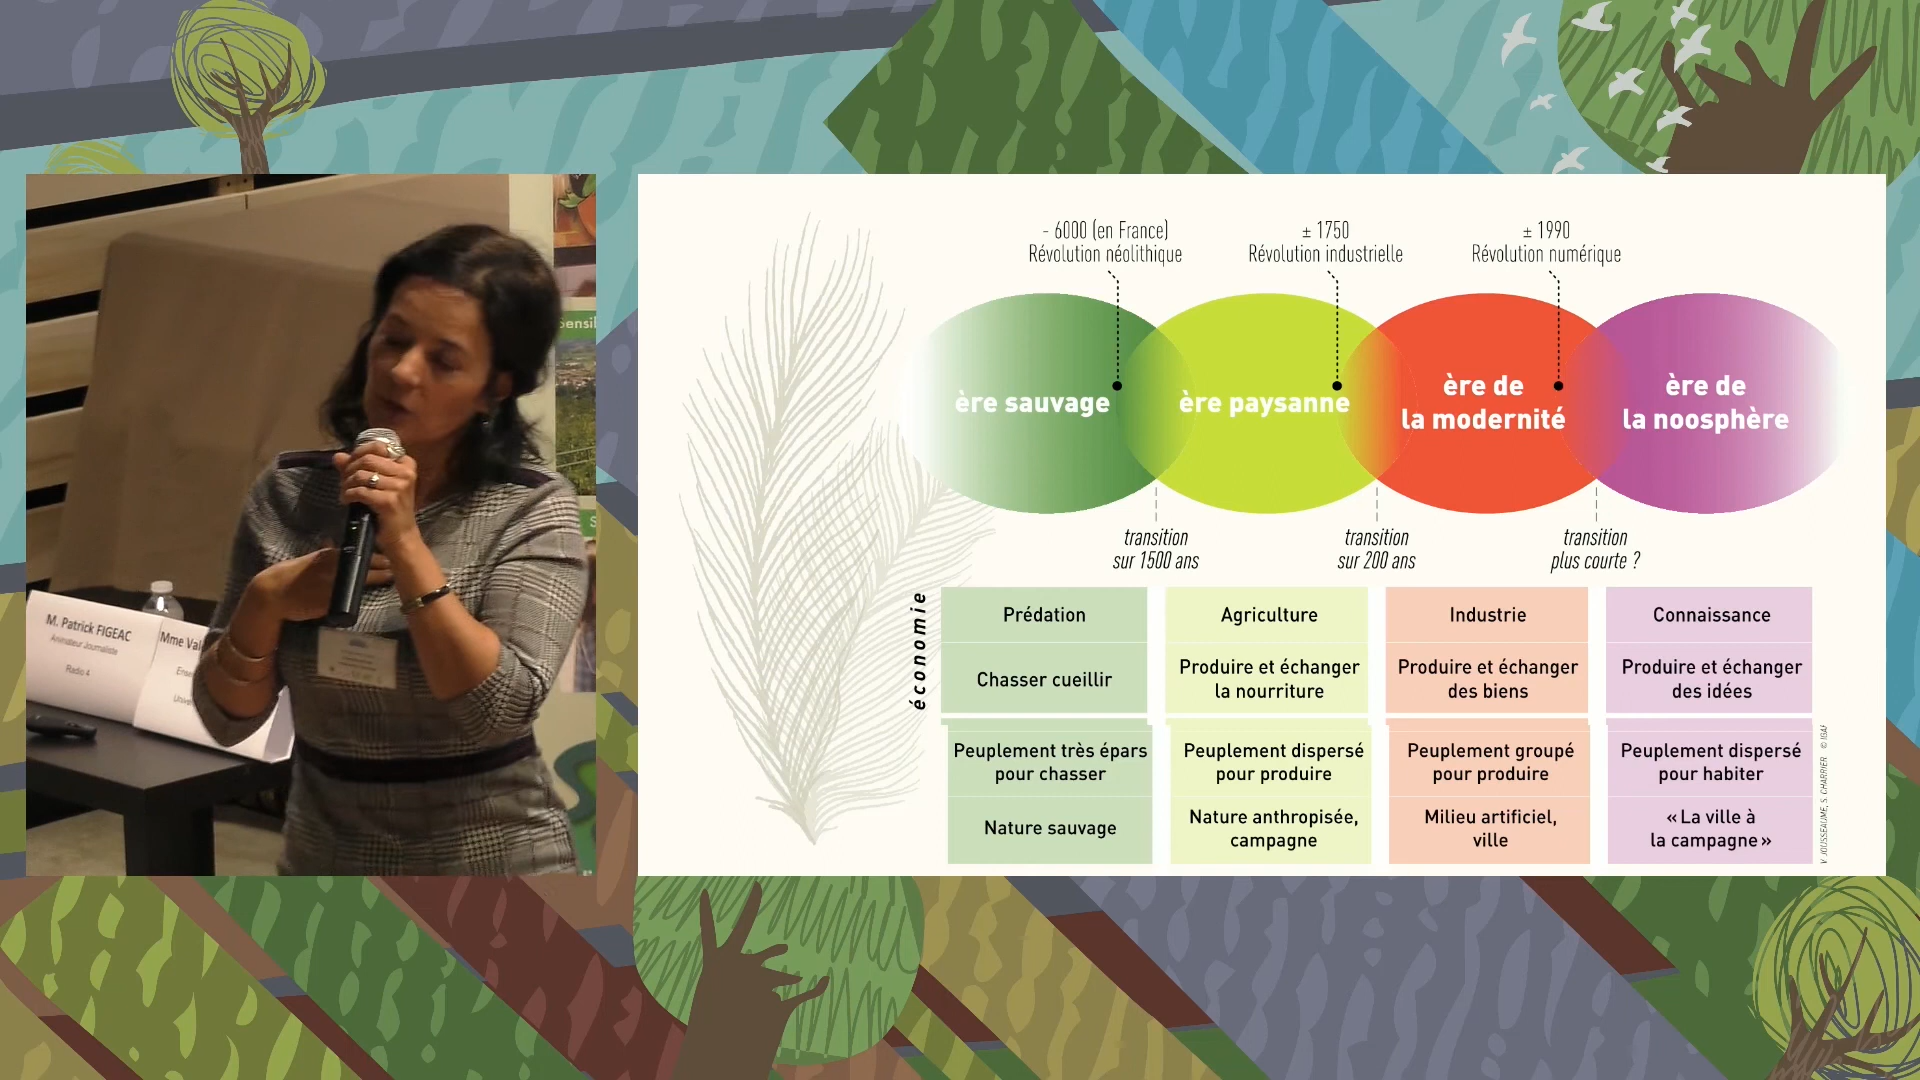 - 6000 (en France)
Révolution néolithique
± 1750
Révolution industrielle
± 1990
Révolution numérique
ère sauvage
ère paysanne
ère de
la modernité
ère de
la noosphère
transition
sur 1500 ans
transition
sur 200 ans
transition
plus courte ?
économie
Prédation
Agriculture
Industrie
Connaissance
Chasser cueillir
Produire et échanger
la nourriture
Produire et échanger
des biens
Produire et échanger
des idées
Peuplement très épars
pour chasser
Peuplement dispersé
pour produire
Peuplement groupé
pour produire
Peuplement dispersé
pour habiter
Nature sauvage
Nature anthropisée,
campagne
Milieu artificiel,
ville
« La ville à
la campagne »
V. JOUSSEAUME, S. CHARRIER
M. Patrick FIGEAC
Animateur Journaliste
Radio 4
Mme Val